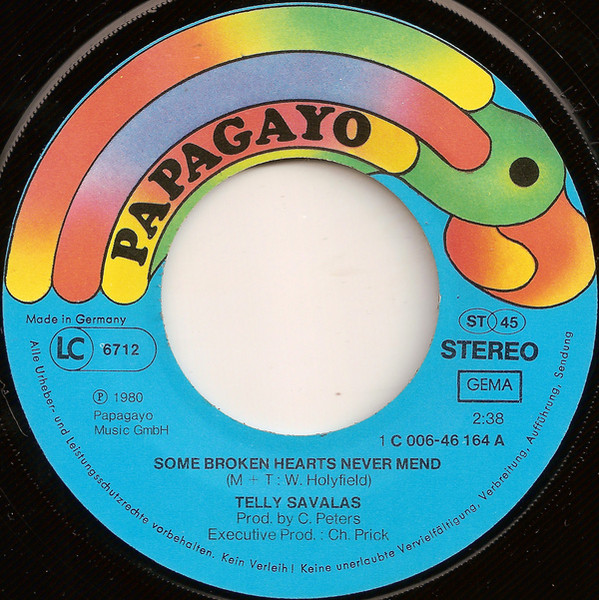 PAPAGAYO
Made in Germany
LC 6712
ST 45
STEREO
GEMA
℗ 1980
Papagayo
Music GmbH
2:38
1 C 006-46 164 A
SOME BROKEN HEARTS NEVER MEND
(M + T : W. Holyfield)
TELLY SAVALAS
Prod. by C. Peters
Executive Prod. : Ch. Prick
Alle Urheber- und Leistungsschutzrechte vorbehalten. Kein Verleih! Keine unerlaubte Vervielfältigung, Verbreitung, Aufführung, Sendung